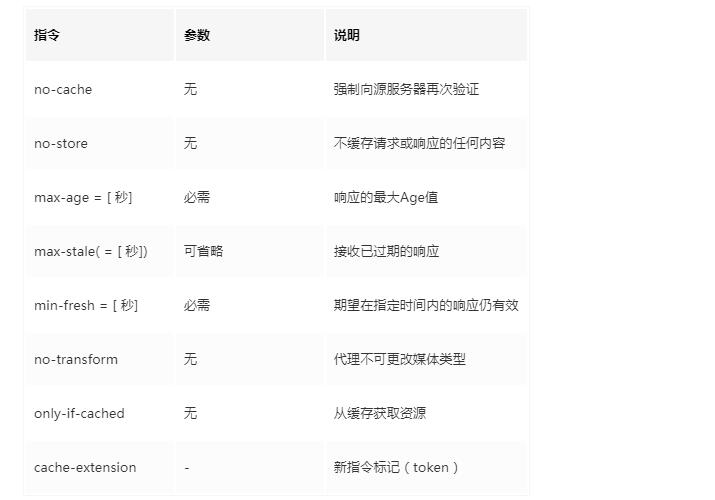 指令 参数 说明
no-cache 无 强制向源服务器再次验证
no-store 无 不缓存请求或响应的任何内容
max-age = [ 秒] 必需 响应的最大Age值
max-stale( = [ 秒]) 可省略 接收已过期的响应
min-fresh = [ 秒] 必需 期望在指定时间内的响应仍有效
no-transform 无 代理不可更改媒体类型
only-if-cached 无 从缓存获取资源
cache-extension - 新指令标记（token）